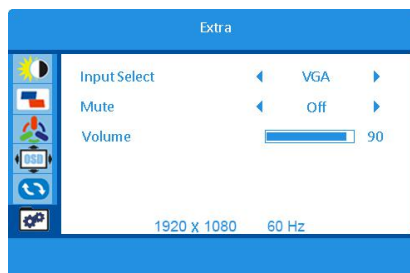 Extra
Input Select VGA
Mute Off
Volume 90
OSD
1920 x 1080 60 Hz